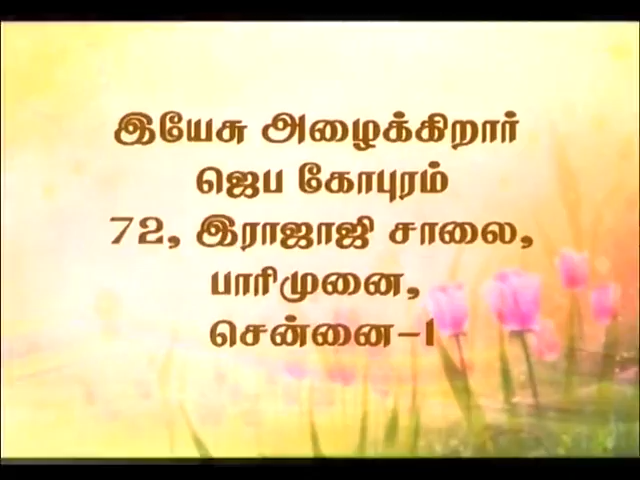 இயேசு அழைக்கிறார்
ஜெப கோபுரம்
72, இராஜாஜி சாலை,
பாரிமுனை,
சென்னை-1